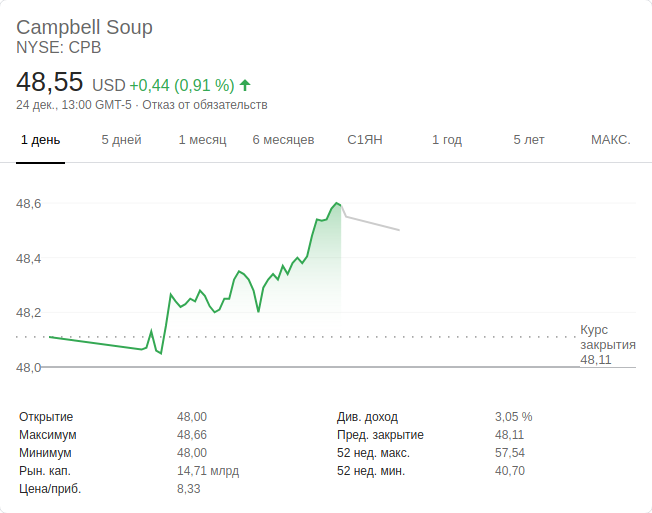 Campbell Soup
NYSE: CPB
48,55 USD +0,44 (0,91 %)
24 дек., 13:00 GMT-5 · Отказ от обязательств
1 день 5 дней 1 месяц 6 месяцев С1ЯН 1 год 5 лет МАКС.
48,6
48,4
48,2
48,0
Курс
закрытия
48,11
Открытие 48,00 Див. доход 3,05 %
Максимум 48,66 Пред. закрытие 48,11
Минимум 48,00 52 нед. макс. 57,54
Рын. кап. 14,71 млрд 52 нед. мин. 40,70
Цена/приб. 8,33